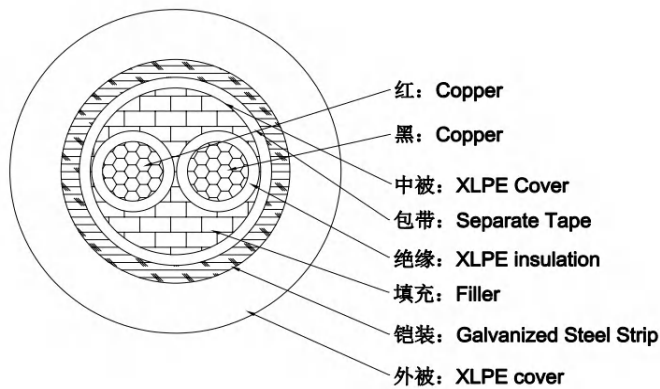 红：Copper
黑：Copper
中被：XLPE Cover
包带：Separate Tape
绝缘：XLPE insulation
填充：Filler
铠装：Galvanized Steel Strip
外被：XLPE cover